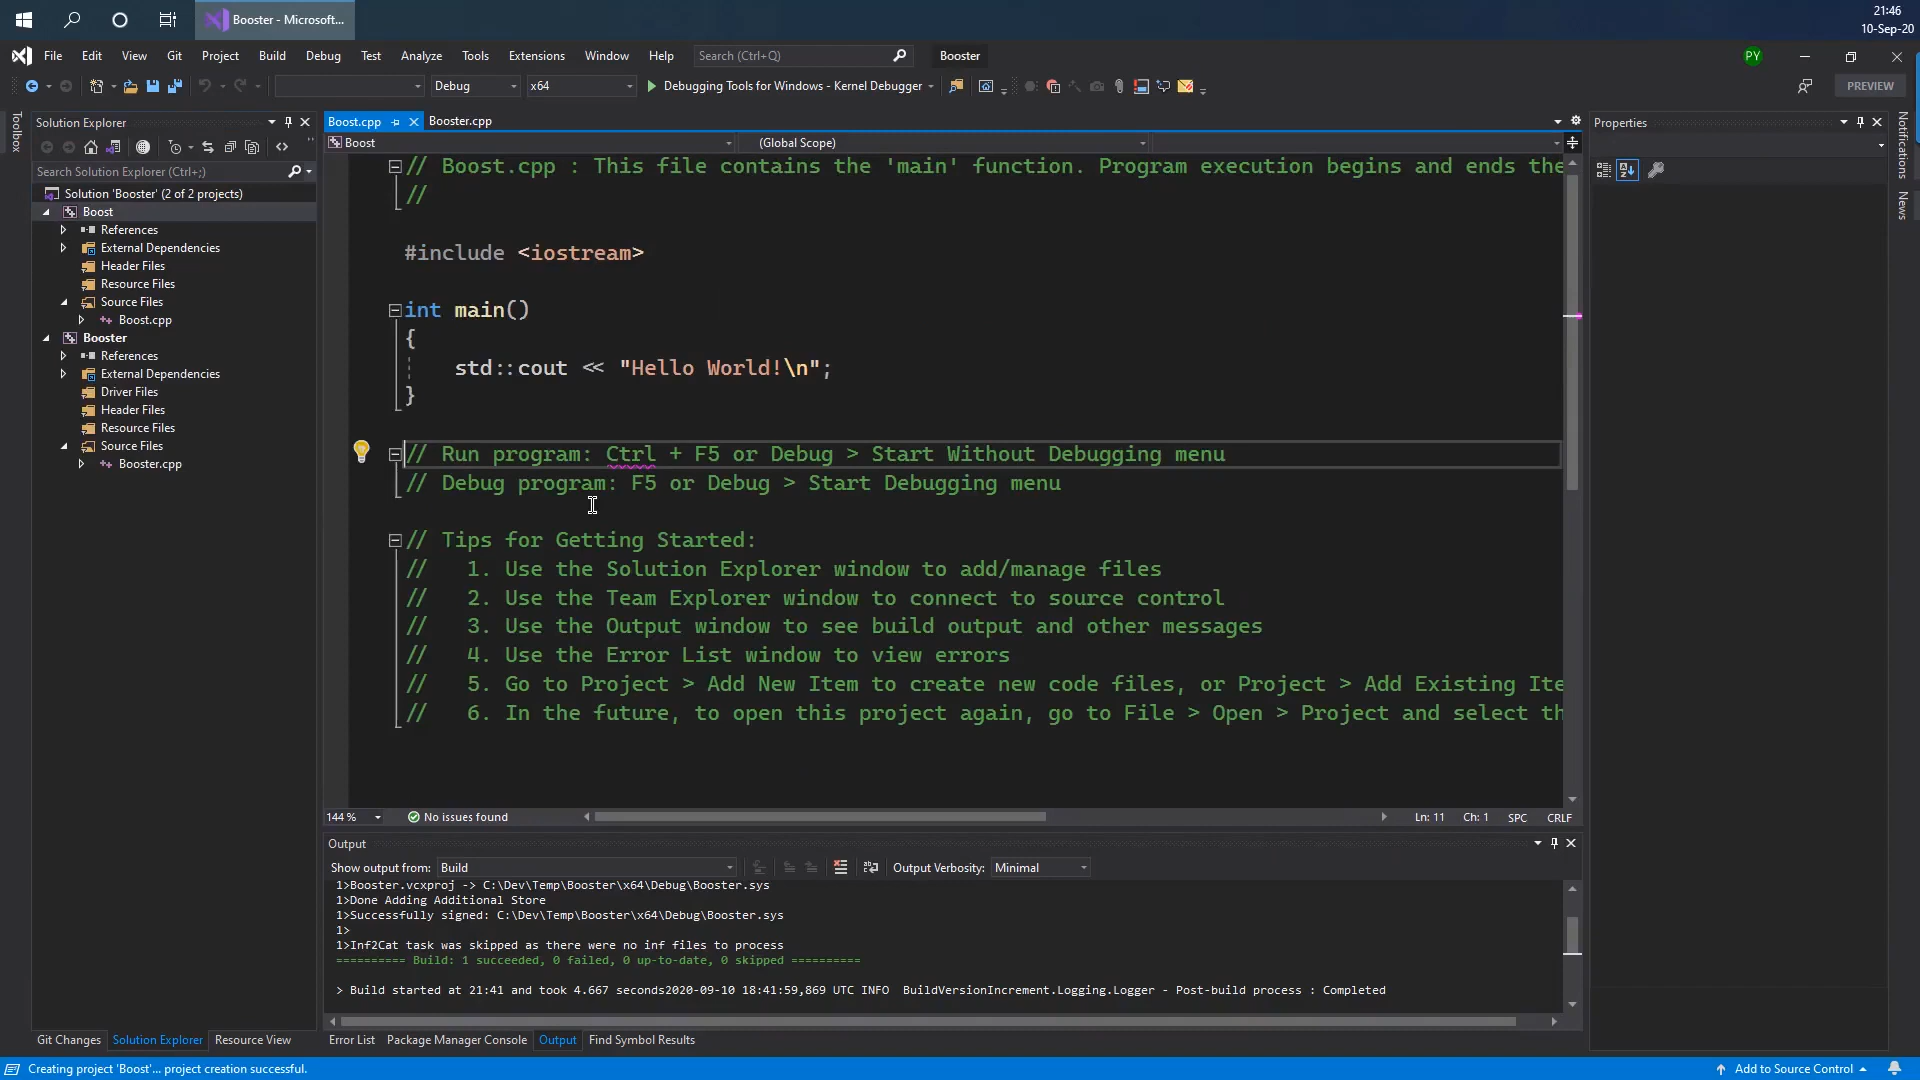 Booster - Microsoft...
21:46
10-Sep-20
File Edit View Git Project Build Debug Test Analyze Tools Extensions Window Help Search (Ctrl+Q) Booster PY
Debug x64 Debugging Tools for Windows - Kernel Debugger PREVIEW
Toolbox
Solution Explorer
Search Solution Explorer (Ctrl+;)
Solution 'Booster' (2 of 2 projects)
Boost
References
External Dependencies
Header Files
Resource Files
Source Files
Boost.cpp
Booster
References
External Dependencies
Driver Files
Header Files
Resource Files
Source Files
Booster.cpp
Git Changes Solution Explorer Resource View
Boost.cpp Booster.cpp
Boost (Global Scope)
// Boost.cpp : This file contains the 'main' function. Program execution begins and ends the
//
#include <iostream>
int main()
{
std::cout << "Hello World!\n";
}
// Run program: Ctrl + F5 or Debug > Start Without Debugging menu
// Debug program: F5 or Debug > Start Debugging menu
// Tips for Getting Started:
//   1. Use the Solution Explorer window to add/manage files
//   2. Use the Team Explorer window to connect to source control
//   3. Use the Output window to see build output and other messages
//   4. Use the Error List window to view errors
//   5. Go to Project > Add New Item to create new code files, or Project > Add Existing Ite
//   6. In the future, to open this project again, go to File > Open > Project and select th
144 % No issues found Ln: 11 Ch: 1 SPC CRLF
Output
Show output from: Build Output Verbosity: Minimal
1>Booster.vcxproj -> C:\Dev\Temp\Booster\x64\Debug\Booster.sys
1>Done Adding Additional Store
1>Successfully signed: C:\Dev\Temp\Booster\x64\Debug\Booster.sys
1>
1>Inf2Cat task was skipped as there were no inf files to process
========== Build: 1 succeeded, 0 failed, 0 up-to-date, 0 skipped ==========
> Build started at 21:41 and took 4.667 seconds2020-09-10 18:41:59,869 UTC INFO  BuildVersionIncrement.Logging.Logger - Post-build process : Completed
Error List Package Manager Console Output Find Symbol Results
Properties
Notifications
News
Creating project 'Boost'... project creation successful. Add to Source Control